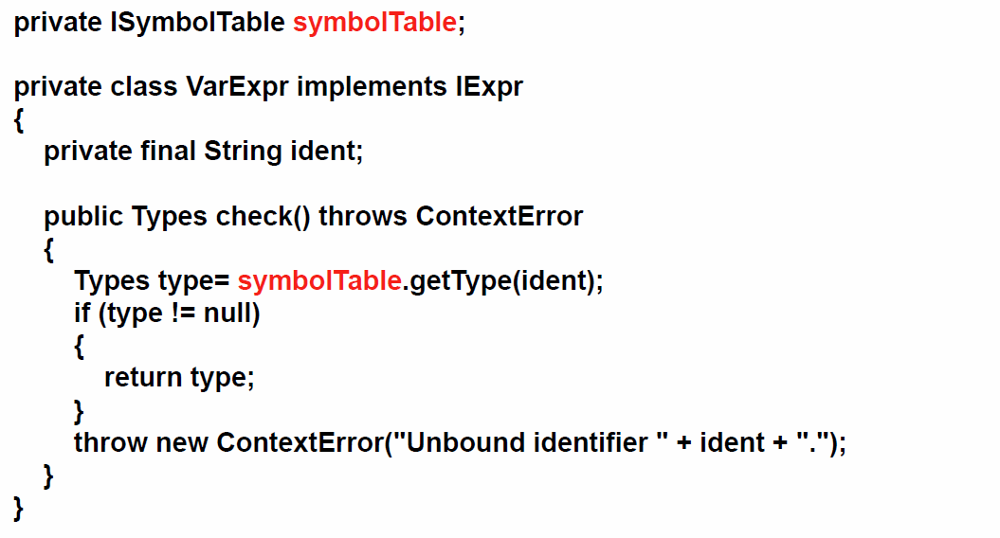 private ISymbolTable symbolTable;

private class VarExpr implements IExpr
{
    private final String ident;

    public Types check() throws ContextError
    {
        Types type= symbolTable.getType(ident);
        if (type != null)
        {
            return type;
        }
        throw new ContextError("Unbound identifier " + ident + ".");
    }
}